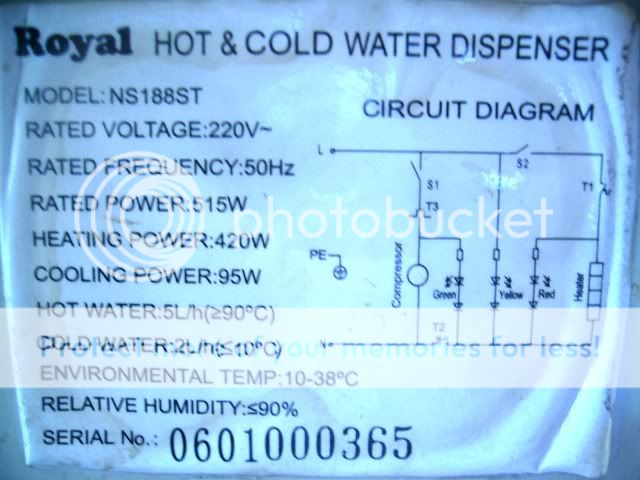 Royal HOT & COLD WATER DISPENSER
MODEL: NS188ST
RATED VOLTAGE:220V~
RATED FREQUENCY:50Hz
RATED POWER:515W
HEATING POWER:420W
COOLING POWER:95W
HOT WATER:5L/h(≥90ºC)
COLD WATER:2L/h(≤10ºC)
ENVIRONMENTAL TEMP:10-38ºC
RELATIVE HUMIDITY:≤90%
SERIAL No.: 0601000365
CIRCUIT DIAGRAM
L
S2
S1
T1
T3
PE
Compressor
Green
Yellow
Red
Heater
T2
N
photobucket
Protect more of your memories for less!